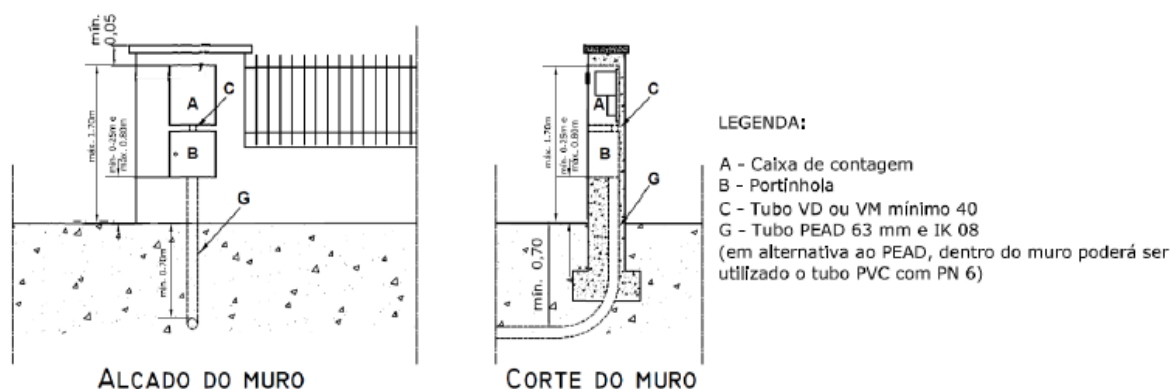 mín.
0,05
máx. 1.70m
mín. 0.25m e
máx. 0.80m
A
C
B
G
mín. 0.70m
ALÇADO DO MURO
máx. 1.70m
mín. 0.25m e
máx. 0.80m
A
C
B
G
mín. 0,70
CORTE DO MURO
LEGENDA:
A - Caixa de contagem
B - Portinhola
C - Tubo VD ou VM mínimo 40
G - Tubo PEAD 63 mm e IK 08
(em alternativa ao PEAD, dentro do muro poderá ser
utilizado o tubo PVC com PN 6)